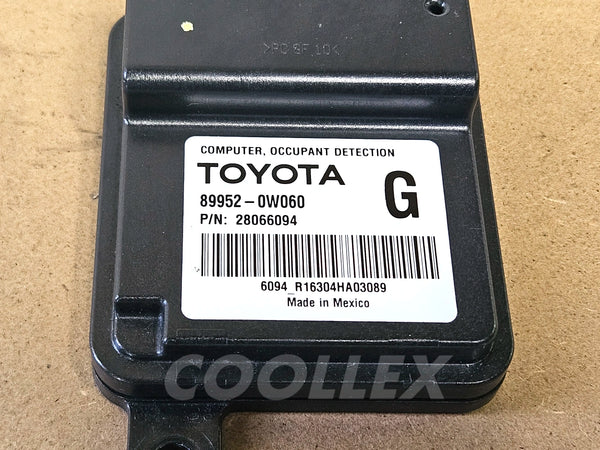 >PC GF 10<
COMPUTER, OCCUPANT DETECTION
TOYOTA
89952-0W060
G
P/N: 28066094
6094_R16304HA03089
Made in Mexico
COOLLEX